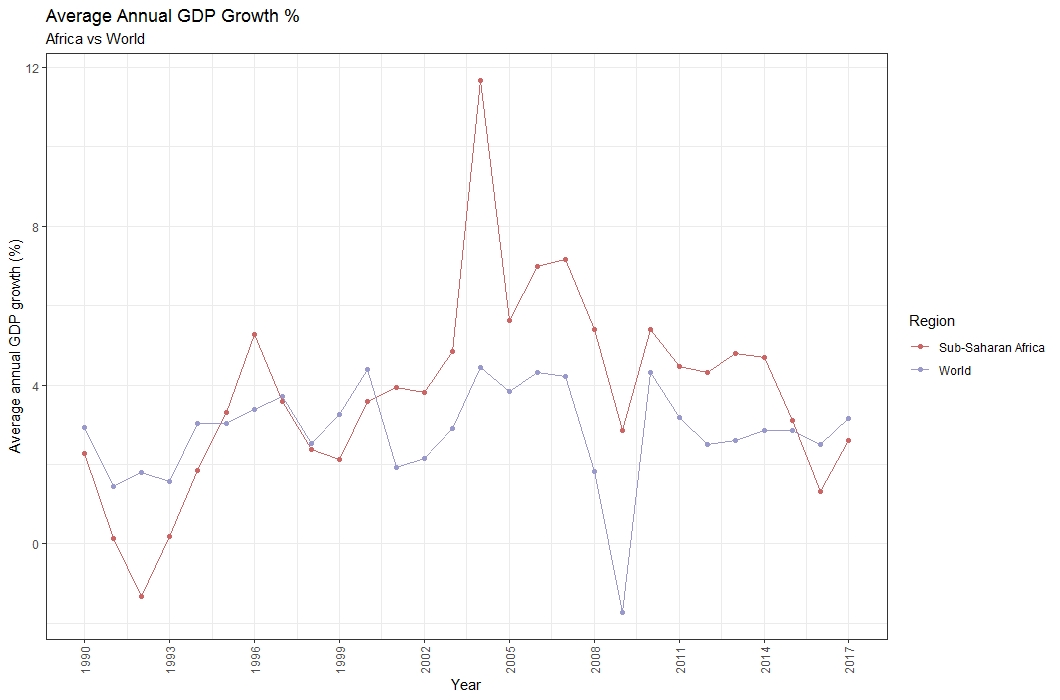 Average Annual GDP Growth %
Africa vs World
12
8
4
0
Average annual GDP growth (%)
1990
1993
1996
1999
2002
2005
2008
2011
2014
2017
Year
Region
Sub-Saharan Africa
World